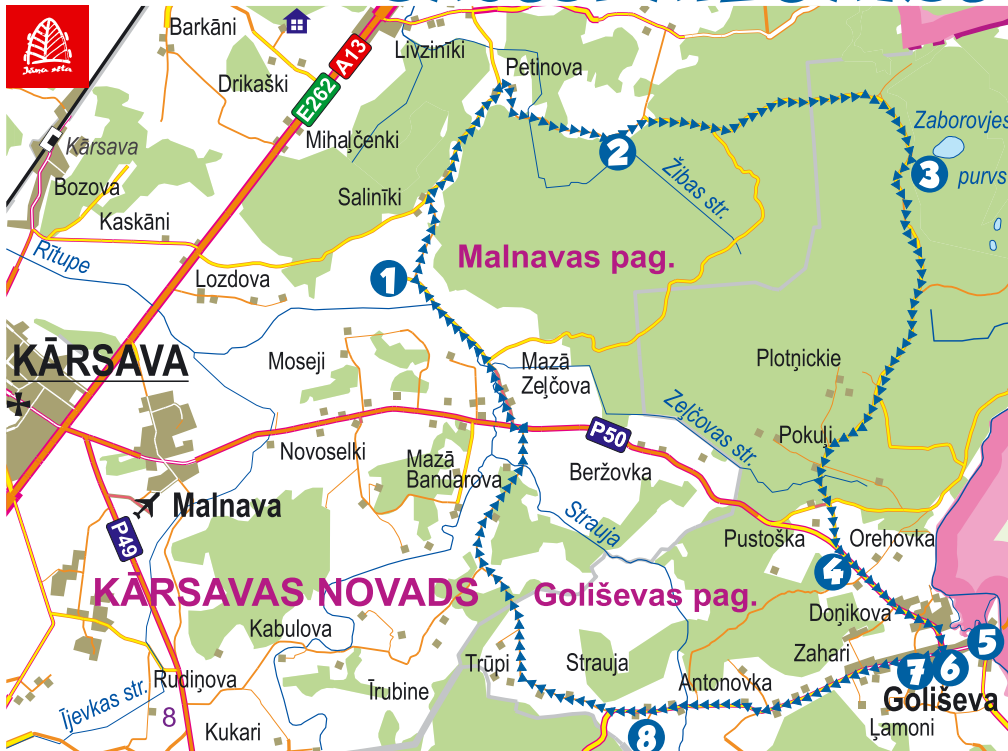 Jāņa sēta
Barkāni
Livzinīki
A13
E262
Drikaški
Petinova
Mihaļčenki
Kārsava
Zaborovjes
purvs
2
3
Bozova
Salinīki
Žibas str.
Kaskāni
Rītupe
Malnavas pag.
Lozdova
1
KĀRSAVA
Moseji
Mazā
Zeļčova
Plotņickie
Zeļčovas str.
P50
Pokuļi
Novoselki
Mazā
Bandarova
Beržovka
Malnava
Strauja
P49
Pustoška
Orehovka
4
KĀRSAVAS NOVADS
Goliševas pag.
Doņikova
Kabulova
Zahari
5
Trūpi
Strauja
7
6
Rudiņova
Īrubine
Antonovka
Goliševa
Ījevkas str.
8
Kukari
Ļamoni
8